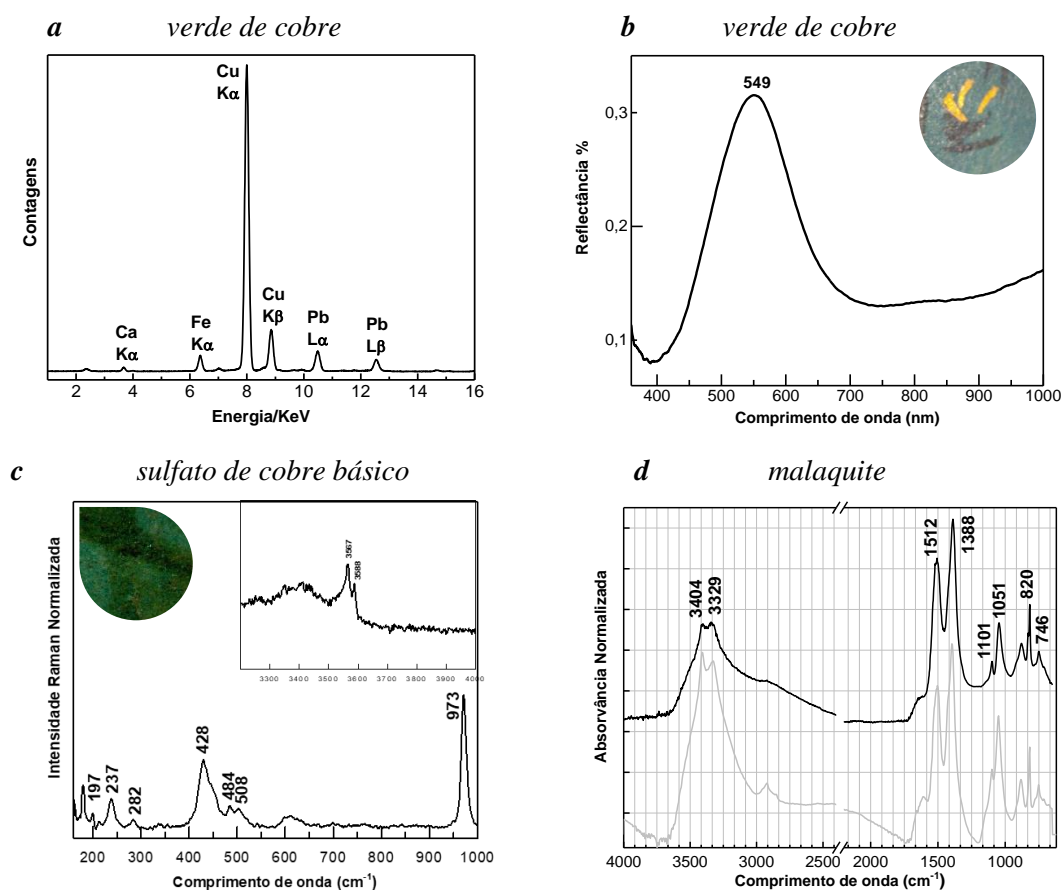 a verde de cobre
Contagens
Cu
Kα
Ca
Kα
Fe
Kα
Cu
Kβ
Pb
Lα
Pb
Lβ
2 4 6 8 10 12 14 16
Energia/KeV
b verde de cobre
Reflectância %
0,3
0,2
0,1
549
400 500 600 700 800 900 1000
Comprimento de onda (nm)
c sulfato de cobre básico
Intensidade Raman Normalizada
3567
3588
3300 3400 3500 3600 3700 3800 3900 4000
197
237
282
428
484
508
973
200 300 400 500 600 700 800 900 1000
Comprimento de onda (cm-1)
d malaquite
Absorvância Normalizada
3404
3329
1512
1388
1101
1051
820
746
4000 3500 3000 2500 2000 1500 1000
Comprimento de onda (cm-1)